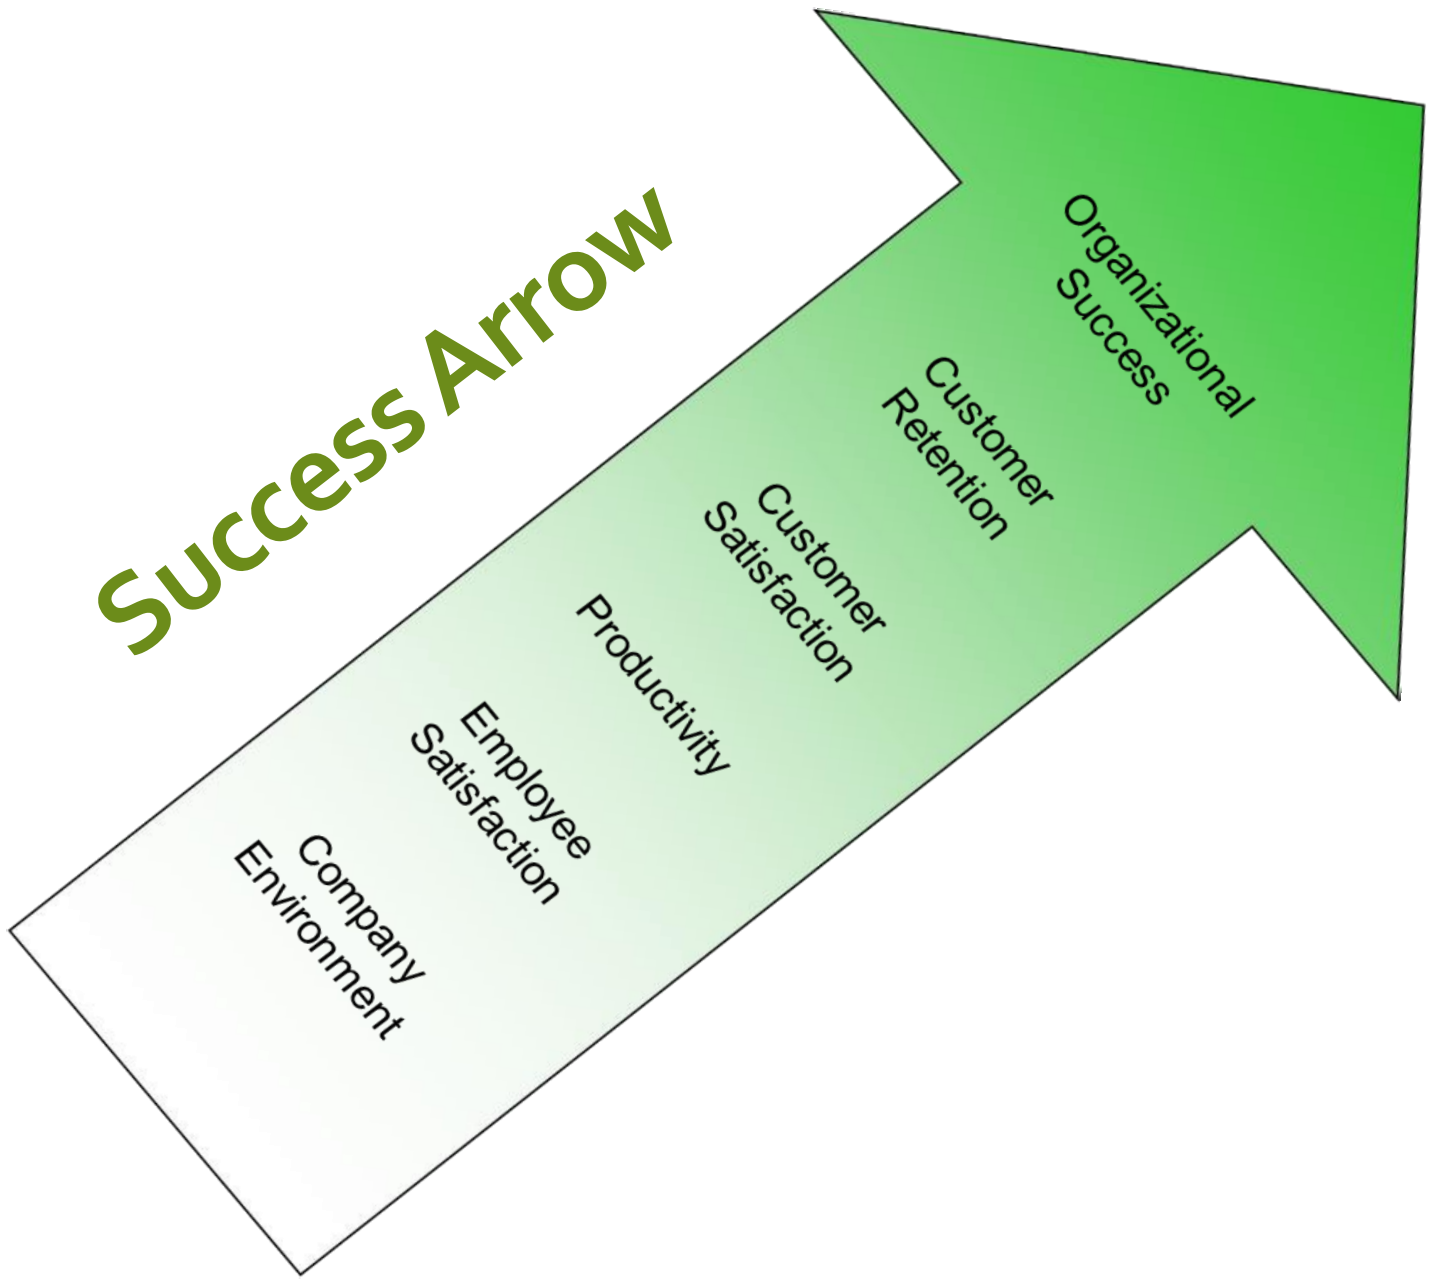 Success Arrow
Organizational
Success
Customer
Retention
Customer
Satisfaction
Productivity
Employee
Satisfaction
Company
Environment